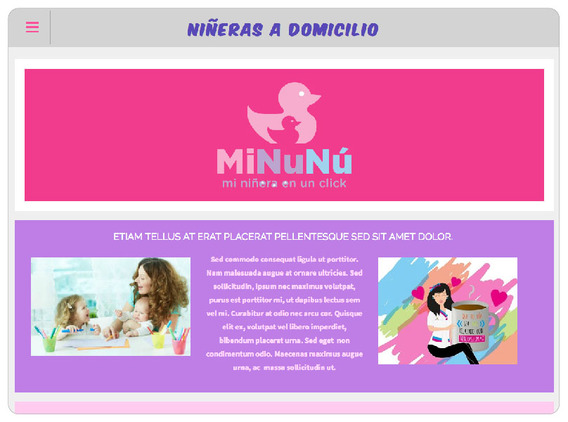 NIÑERAS A DOMICILIO
MiNuNú
mi niñera en un click
ETIAM TELLUS AT ERAT PLACERAT PELLENTESQUE SED SIT AMET DOLOR.
Sed commodo consequat ligula ut porttitor.
Nam malesuada augue at ornare ultricies. Sed
sollicitudin, ipsum nec maximus volutpat,
purus est porttitor mi, ut dapibus lectus sem
vel mi. Curabitur at odio nec arcu car. Quisque
elit ex, volutpat vel libero imperdiet,
bibendum placerat urna. Sed eget non
condimentum odio. Maecenas maximus augue
urna, ac massa sollicitudin ut.